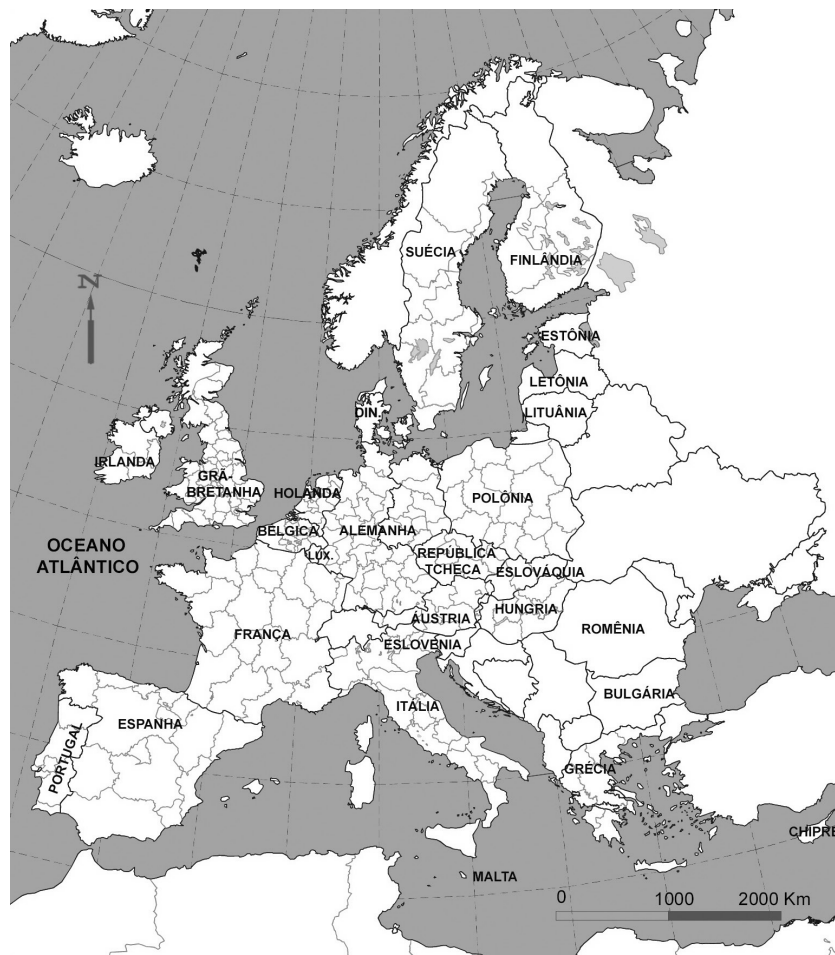 SUÉCIA
FINLÂNDIA
N
ESTÔNIA
LETÔNIA
LITUÂNIA
DIN.
IRLANDA
GRÃ-
BRETANHA
HOLANDA
POLÔNIA
BÉLGICA
ALEMANHA
OCEANO
ATLÂNTICO
LUX.
REPÚBLICA
TCHECA
ESLOVÁQUIA
HUNGRIA
ÁUSTRIA
FRANÇA
ROMÊNIA
ESLOVÊNIA
BULGÁRIA
ITÁLIA
ESPANHA
PORTUGAL
GRÉCIA
CHIPRE
MALTA
0 1000 2000 Km